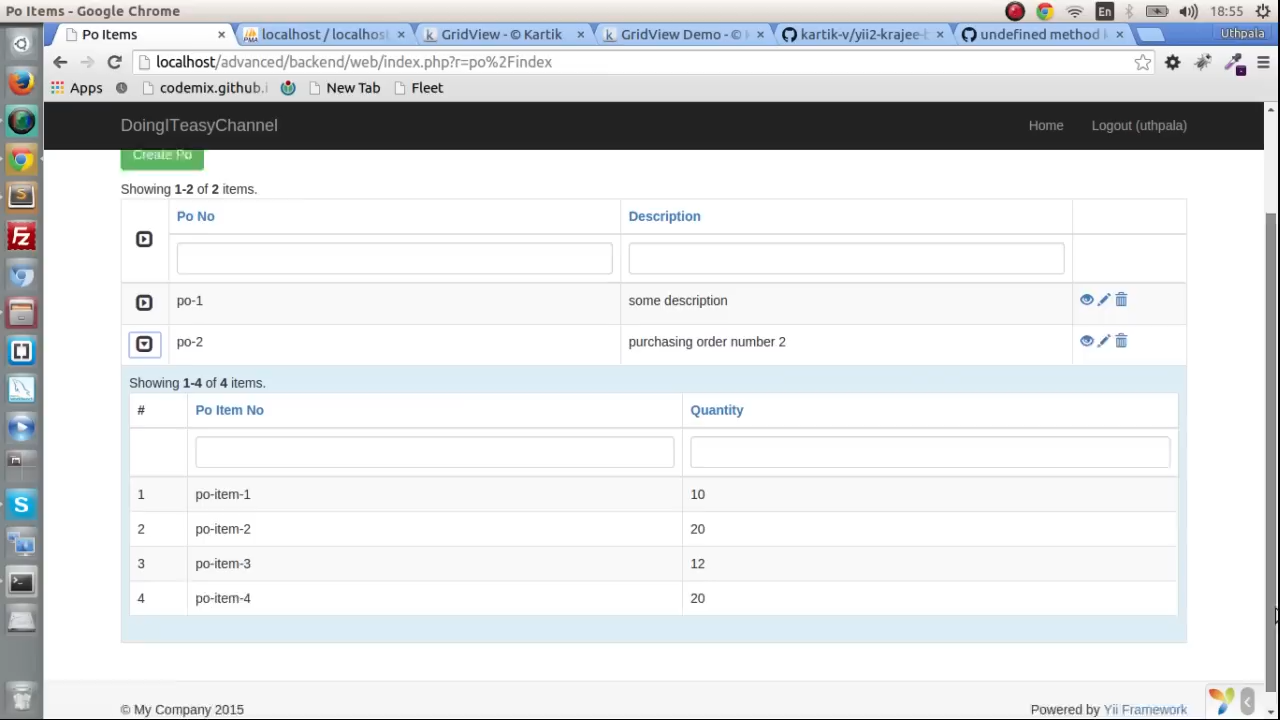 Po Items - Google Chrome
En
18:55
Po Items
localhost / localhos
GridView - © Kartik
GridView Demo - ©
kartik-v/yii2-krajee-
undefined method
Uthpala
localhost/advanced/backend/web/index.php?r=po%2Findex
Apps
codemix.github.i
New Tab
Fleet
DoingITeasyChannel
Home
Logout (uthpala)
Create Po
Showing 1-2 of 2 items.
Po No
Description
po-1
some description
po-2
purchasing order number 2
Showing 1-4 of 4 items.
#
Po Item No
Quantity
1
po-item-1
10
2
po-item-2
20
3
po-item-3
12
4
po-item-4
20
© My Company 2015
Powered by Yii Framework